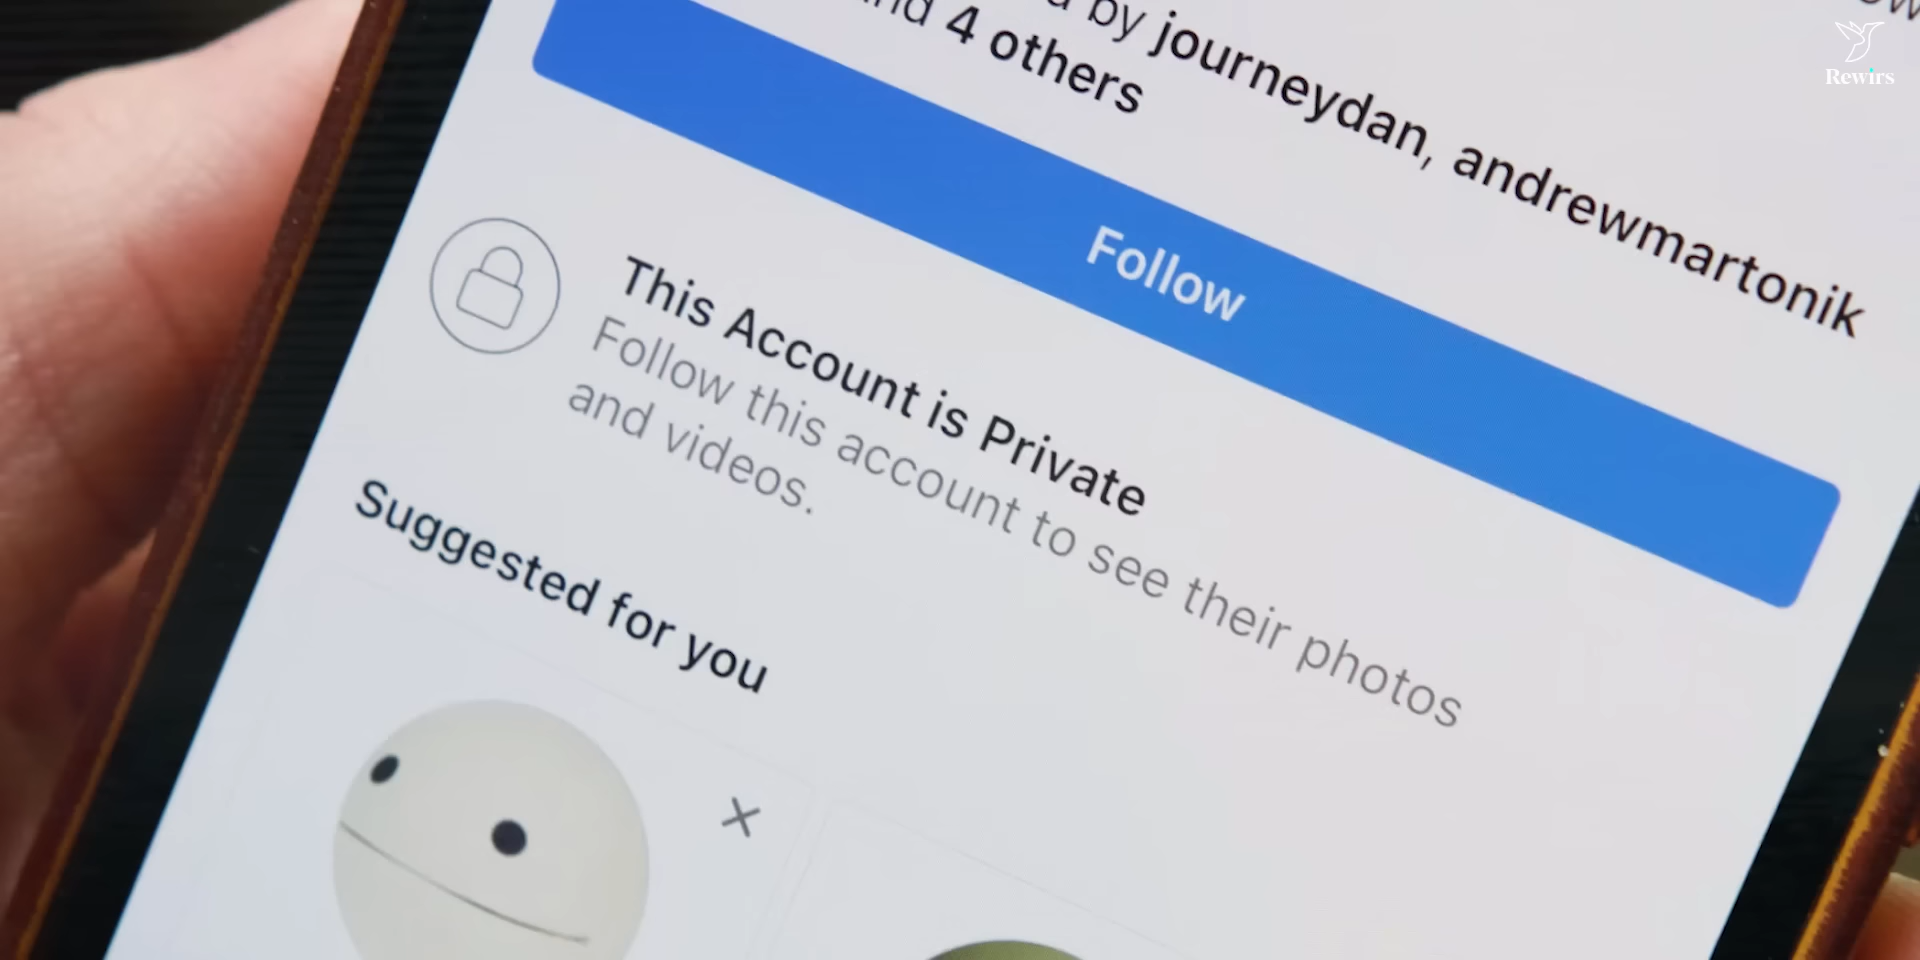 by journeydan, andrewmartonik
4 others
Follow
This Account is Private
Follow this account to see their photos
and videos.
Suggested for you
Rewirs